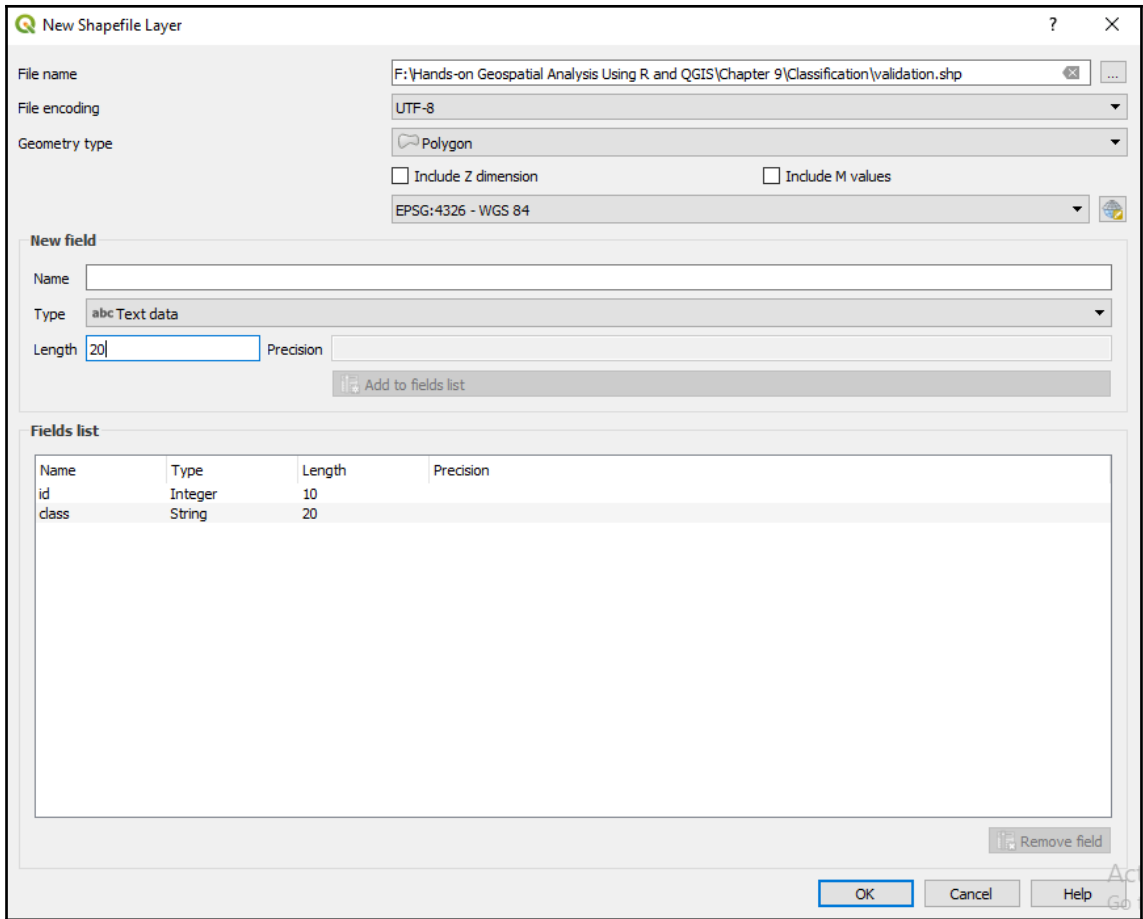 New Shapefile Layer ?
File name F:\Hands-on Geospatial Analysis Using R and QGIS\Chapter 9\Classification\validation.shp ...
File encoding UTF-8
Geometry type Polygon
Include Z dimension Include M values
EPSG:4326 - WGS 84
New field
Name
Type abc Text data
Length 20 Precision
Add to fields list
Fields list
Name Type Length Precision
id Integer 10
class String 20
Remove field
OK Cancel Help
Act
Go